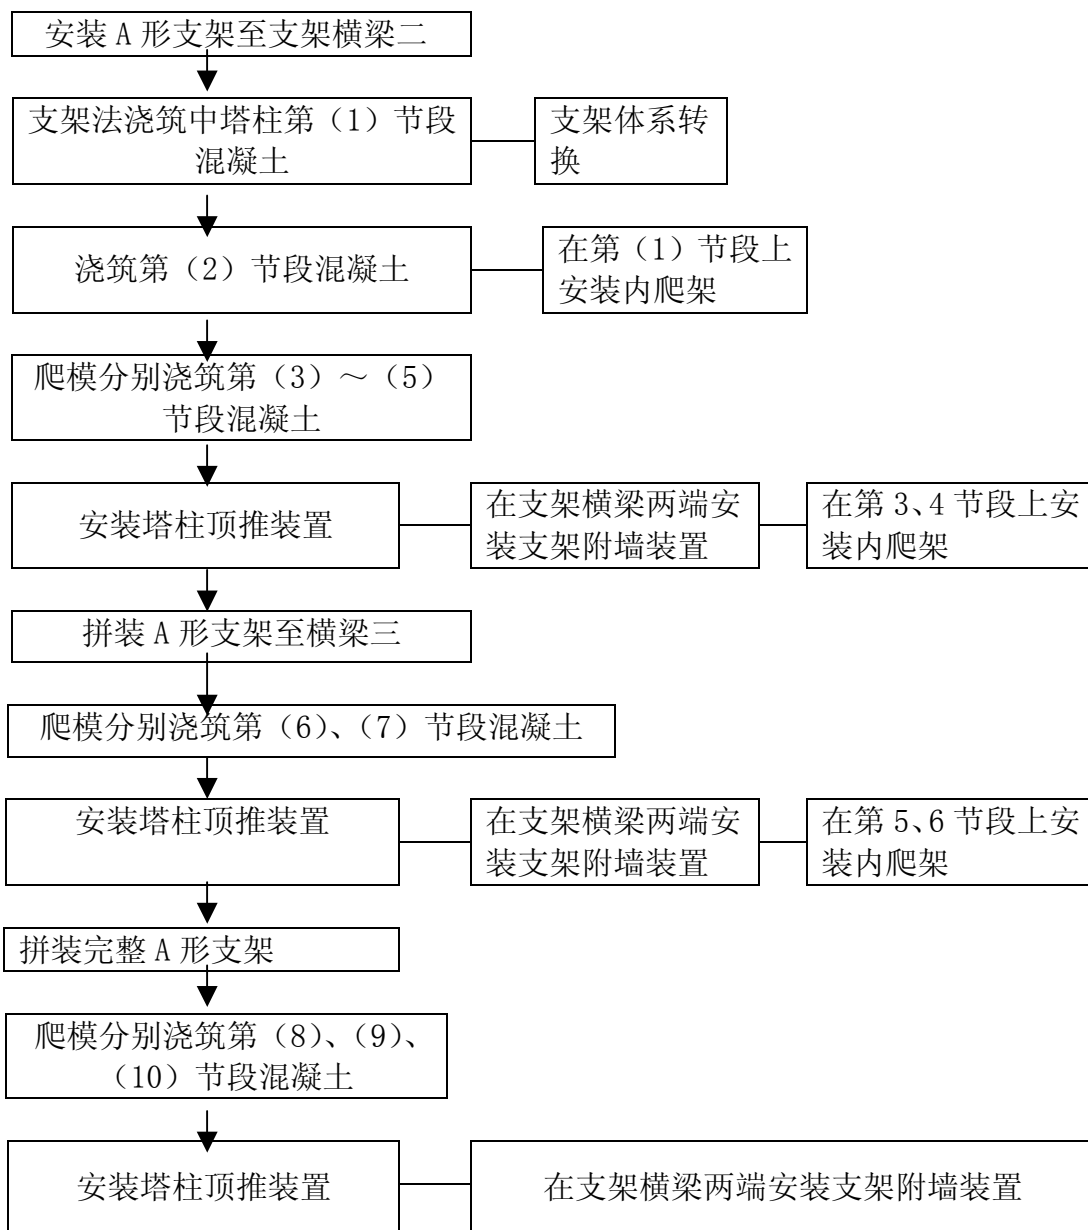 安装 A 形支架至支架横梁二
支架法浇筑中塔柱第（1）节段
混凝土
支架体系转
换
浇筑第（2）节段混凝土
在第（1）节段上
安装内爬架
爬模分别浇筑第（3）～（5）
节段混凝土
安装塔柱顶推装置
在支架横梁两端安
装支架附墙装置
在第 3、4 节段上安
装内爬架
拼装 A 形支架至横梁三
爬模分别浇筑第（6）、（7）节段混凝土
安装塔柱顶推装置
在支架横梁两端安
装支架附墙装置
在第 5、6 节段上安
装内爬架
拼装完整 A 形支架
爬模分别浇筑第（8）、（9）、
（10）节段混凝土
安装塔柱顶推装置
在支架横梁两端安装支架附墙装置